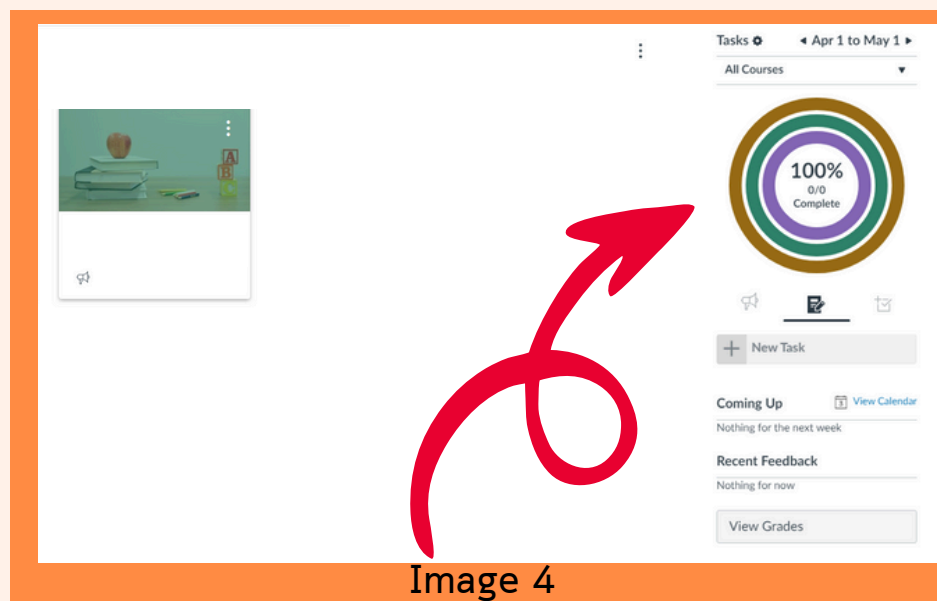 Tasks
Apr 1 to May 1
All Courses
A
B
C
100%
0/0
Complete
New Task
Coming Up
View Calendar
Nothing for the next week
Recent Feedback
Nothing for now
View Grades
Image 4